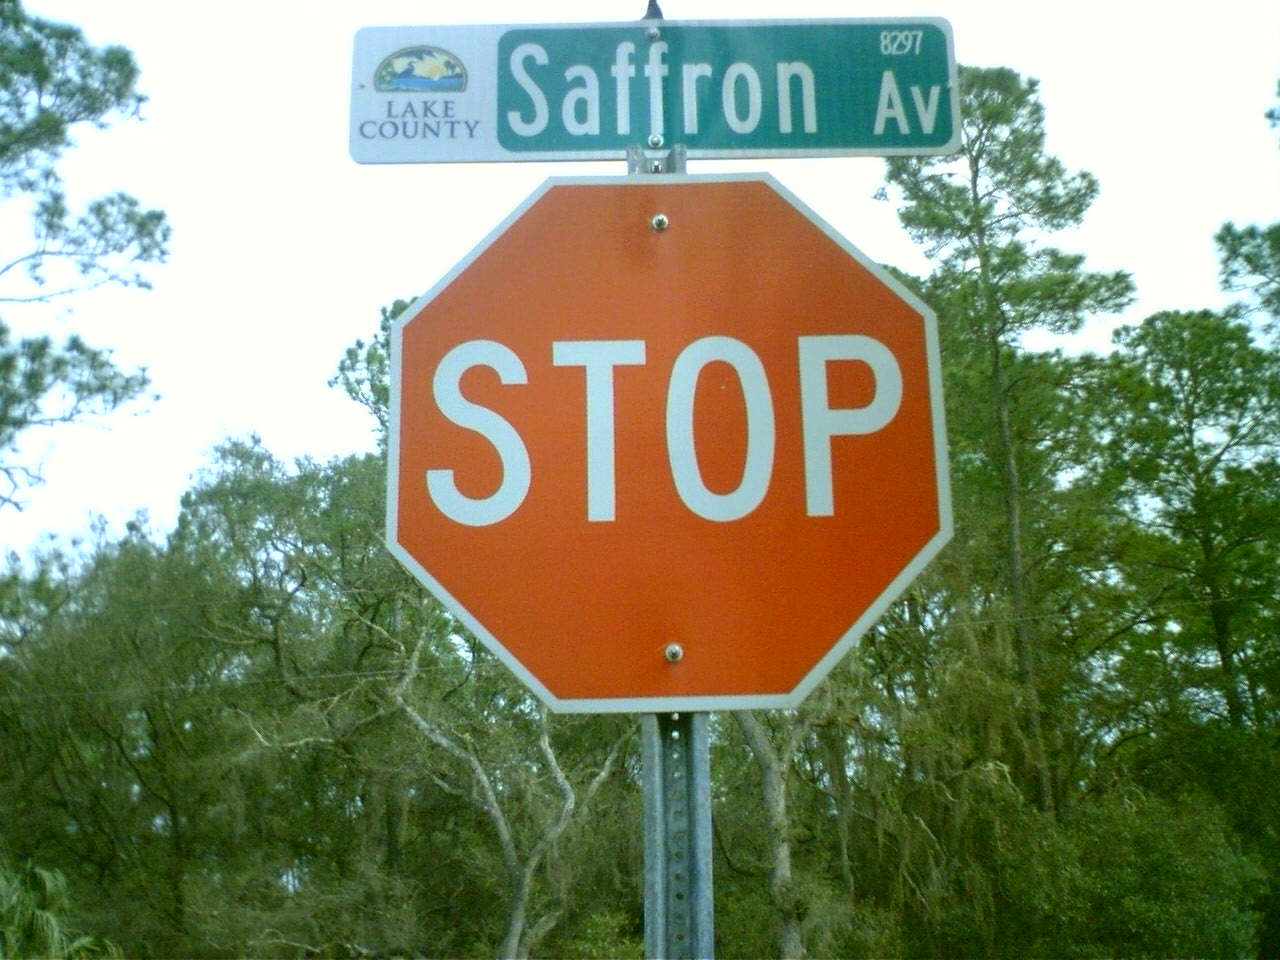 LAKE
COUNTY
Saffron Av
8297
STOP